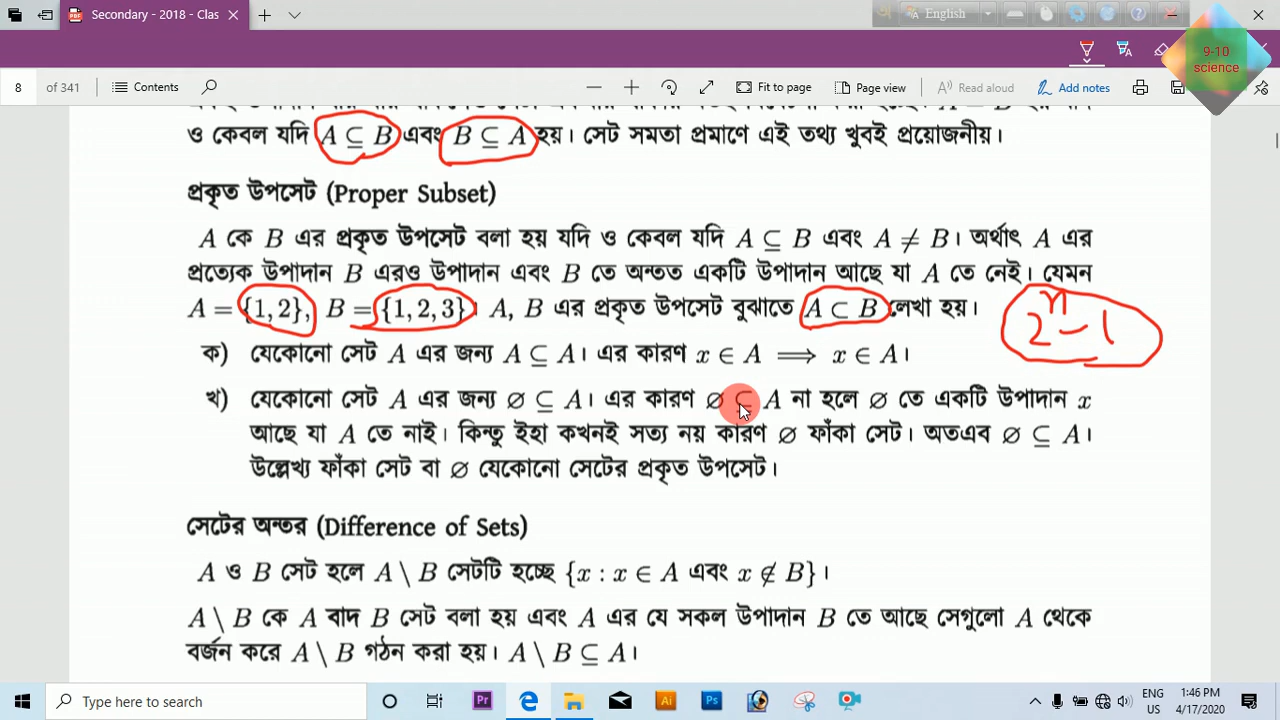 Secondary - 2018 - Clas
English
9-10
science
8 of 341 Contents Fit to page Page view Read aloud Add notes
ও কেবল যদি A ⊆ B এবং B ⊆ A হয়। সেট সমতা প্রমাণে এই তথ্য খুবই প্রয়োজনীয়।
প্রকৃত উপসেট (Proper Subset)
A কে B এর প্রকৃত উপসেট বলা হয় যদি ও কেবল যদি A ⊆ B এবং A ≠ B। অর্থাৎ A এর
প্রত্যেক উপাদান B এরও উপাদান এবং B তে অন্তত একটি উপাদান আছে যা A তে নেই। যেমন
A = {1, 2}, B = {1, 2, 3}। A, B এর প্রকৃত উপসেট বুঝাতে A ⊂ B লেখা হয়।
2ⁿ – 1
ক) যেকোনো সেট A এর জন্য A ⊆ A। এর কারণ x ∈ A ⟹ x ∈ A।
খ) যেকোনো সেট A এর জন্য ∅ ⊆ A। এর কারণ ∅ ⊆ A না হলে ∅ তে একটি উপাদান x
আছে যা A তে নাই। কিন্তু ইহা কখনই সত্য নয় কারণ ∅ ফাঁকা সেট। অতএব ∅ ⊆ A।
উল্লেখ্য ফাঁকা সেট বা ∅ যেকোনো সেটের প্রকৃত উপসেট।
সেটের অন্তর (Difference of Sets)
A ও B সেট হলে A \ B সেটটি হচ্ছে {x : x ∈ A এবং x ∉ B}।
A \ B কে A বাদ B সেট বলা হয় এবং A এর যে সকল উপাদান B তে আছে সেগুলো A থেকে
বর্জন করে A \ B গঠন করা হয়। A \ B ⊆ A।
Type here to search
Pr Ai Ps
ENG 1:46 PM
US 4/17/2020